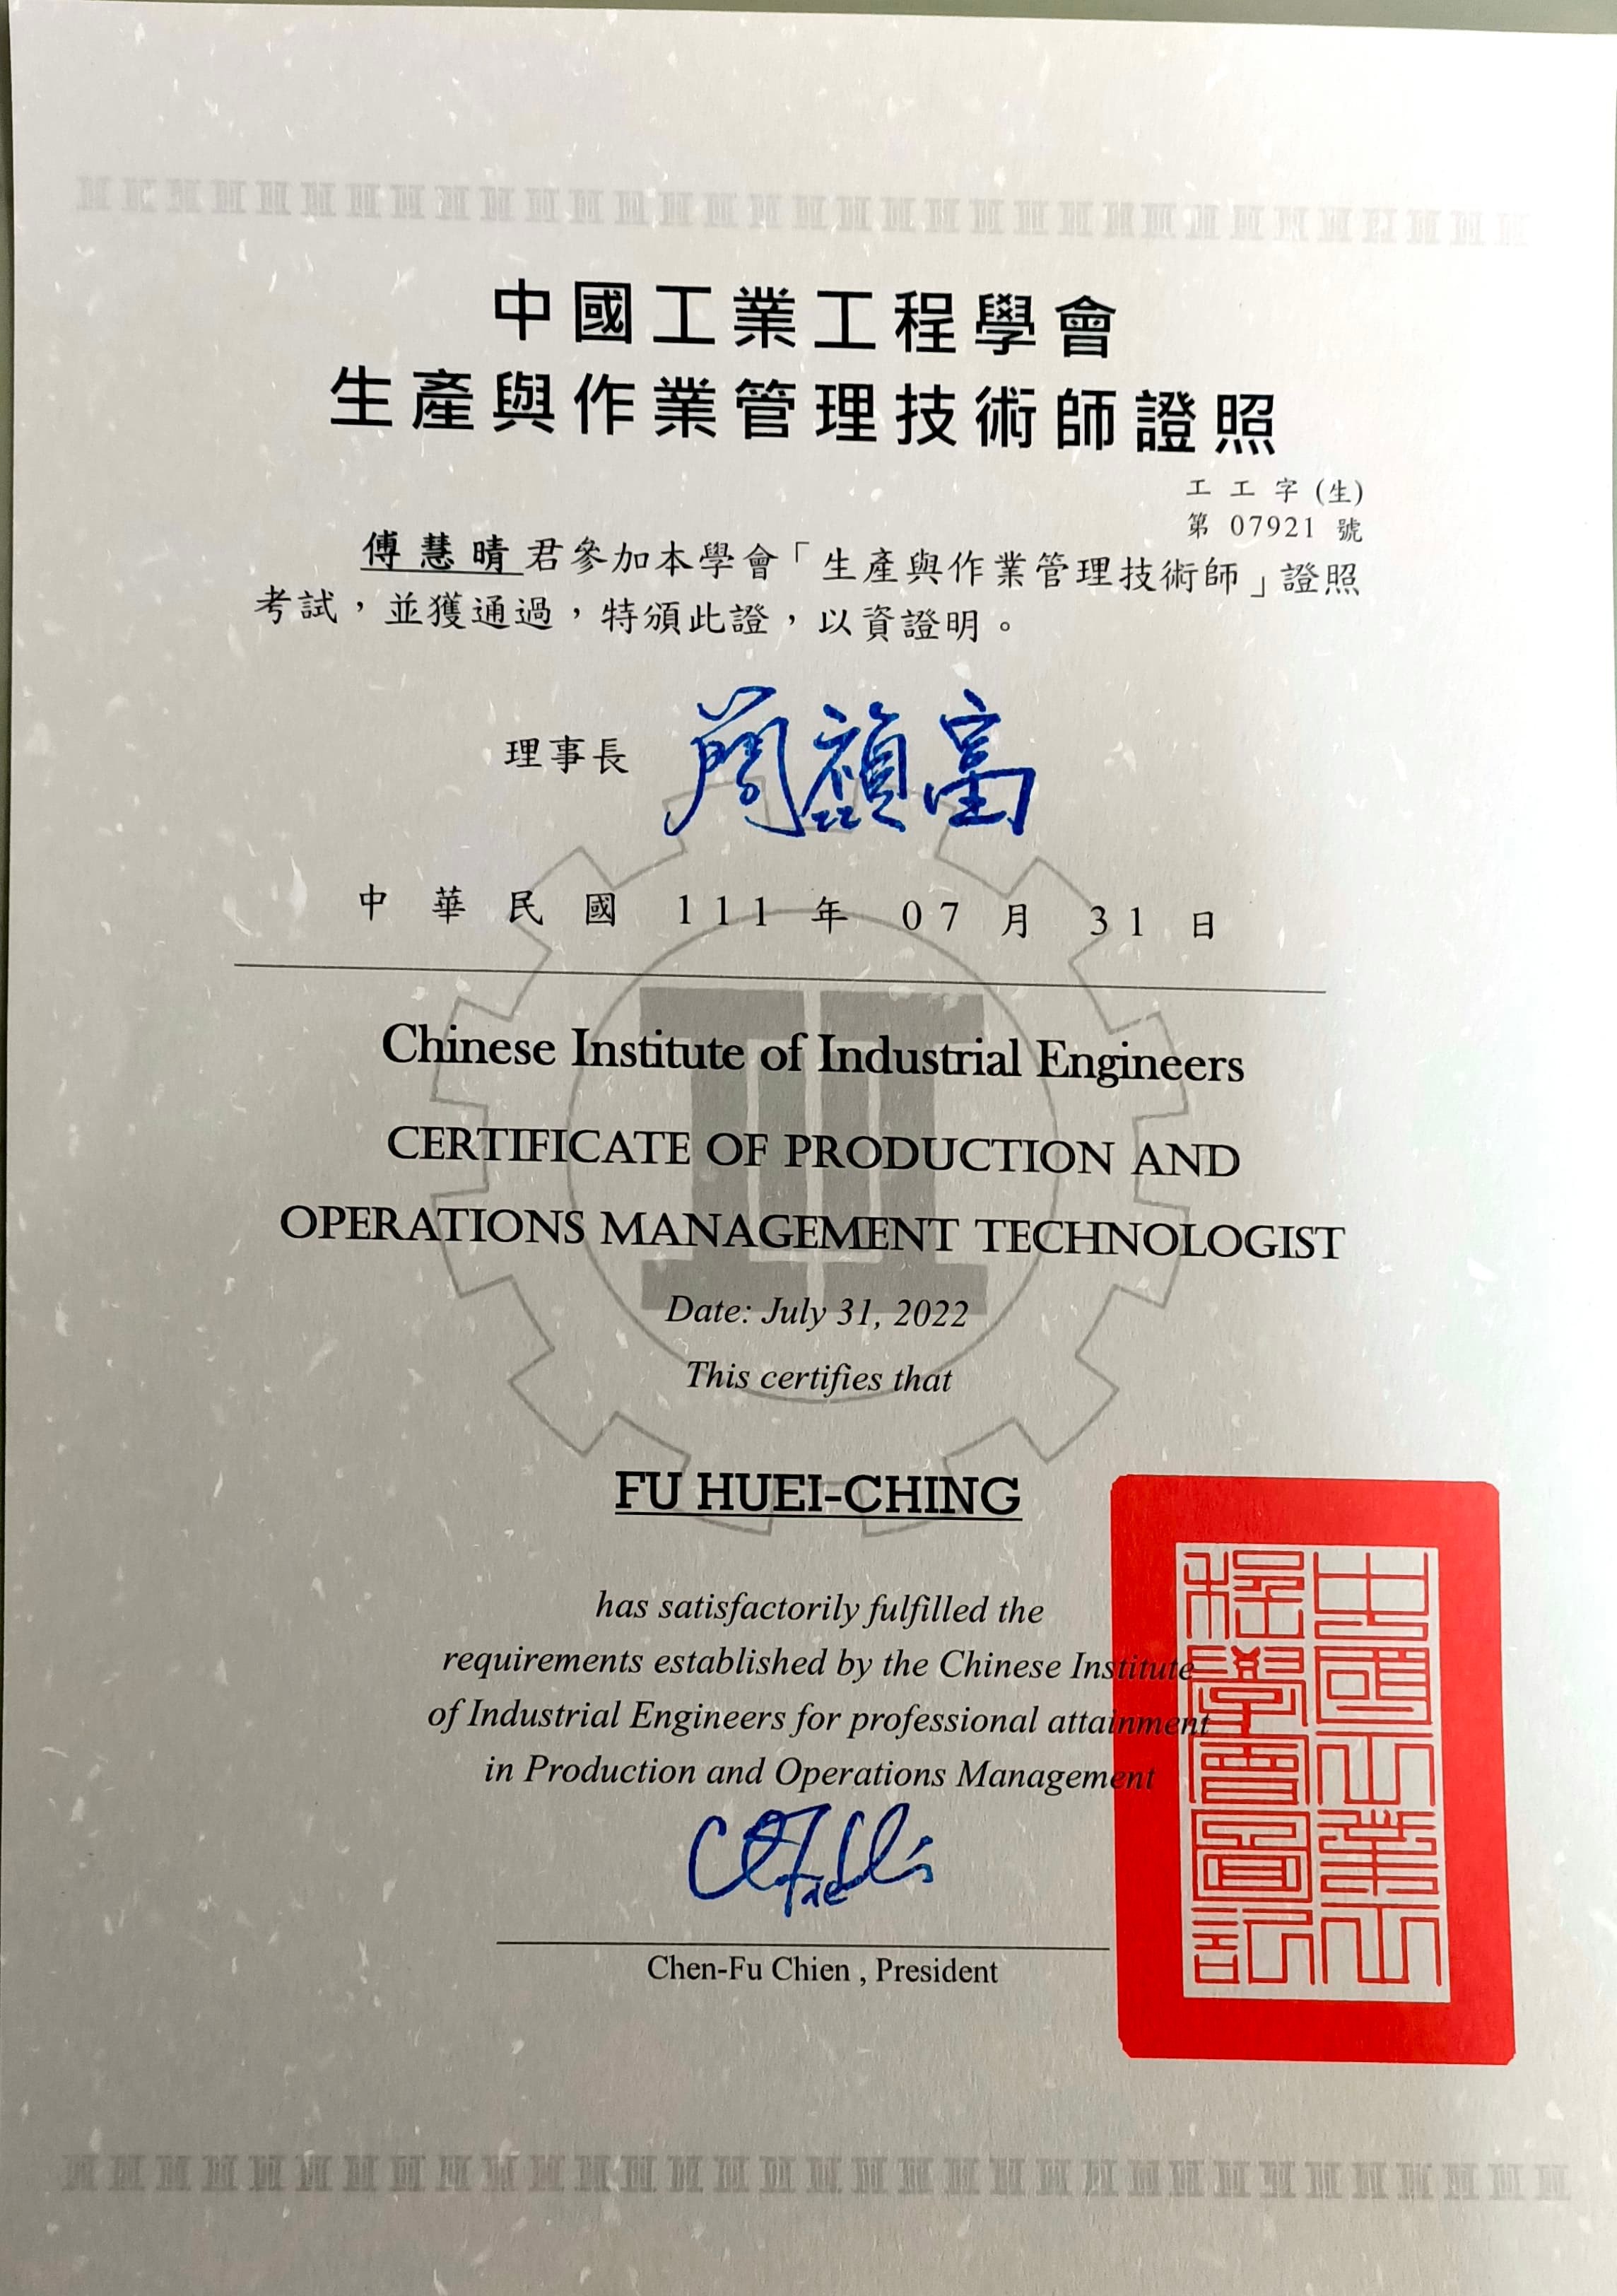 中國工業工程學會
生產與作業管理技術師證照
工工字(生)
第 07921 號
傅慧晴君參加本學會「生產與作業管理技術師」證照
考試，並獲通過，特頒此證，以資證明。
理事長 簡禎富
中華民國 111 年 07 月 31 日
Chinese Institute of Industrial Engineers
CERTIFICATE OF PRODUCTION AND
OPERATIONS MANAGEMENT TECHNOLOGIST
Date: July 31, 2022
This certifies that
FU HUEI-CHING
has satisfactorily fulfilled the
requirements established by the Chinese Institute
of Industrial Engineers for professional attainment
in Production and Operations Management
Chen-Fu Chien , President
中國工業工
程學會圖記